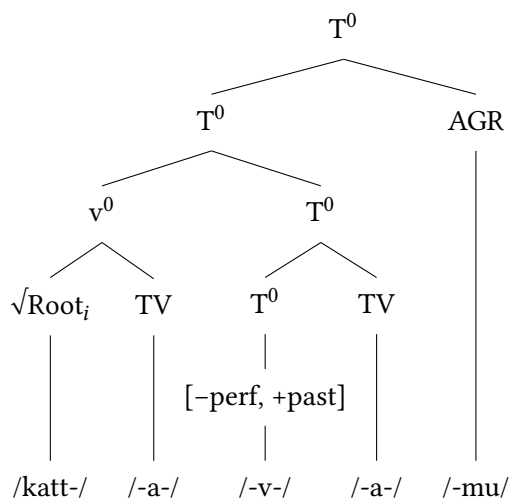 T⁰
T⁰ AGR
v⁰ T⁰
√Rootᵢ TV T⁰ TV
[−perf, +past]
/katt-/ /-a-/ /-v-/ /-a-/ /-mu/